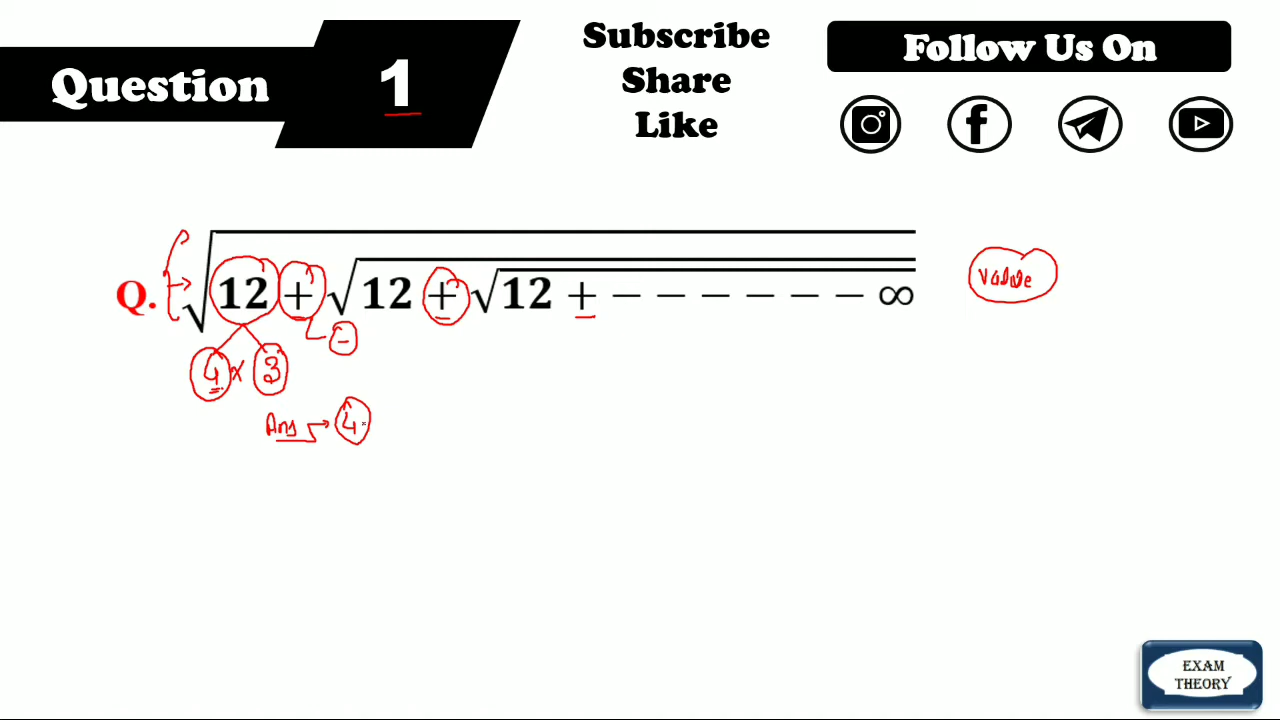 Question 1
Subscribe
Share
Like
Follow Us On
Q. √12 + √12 + √12 + − − − − − − − ∞
value
−
4 × 3
Ans → 4
EXAM
THEORY